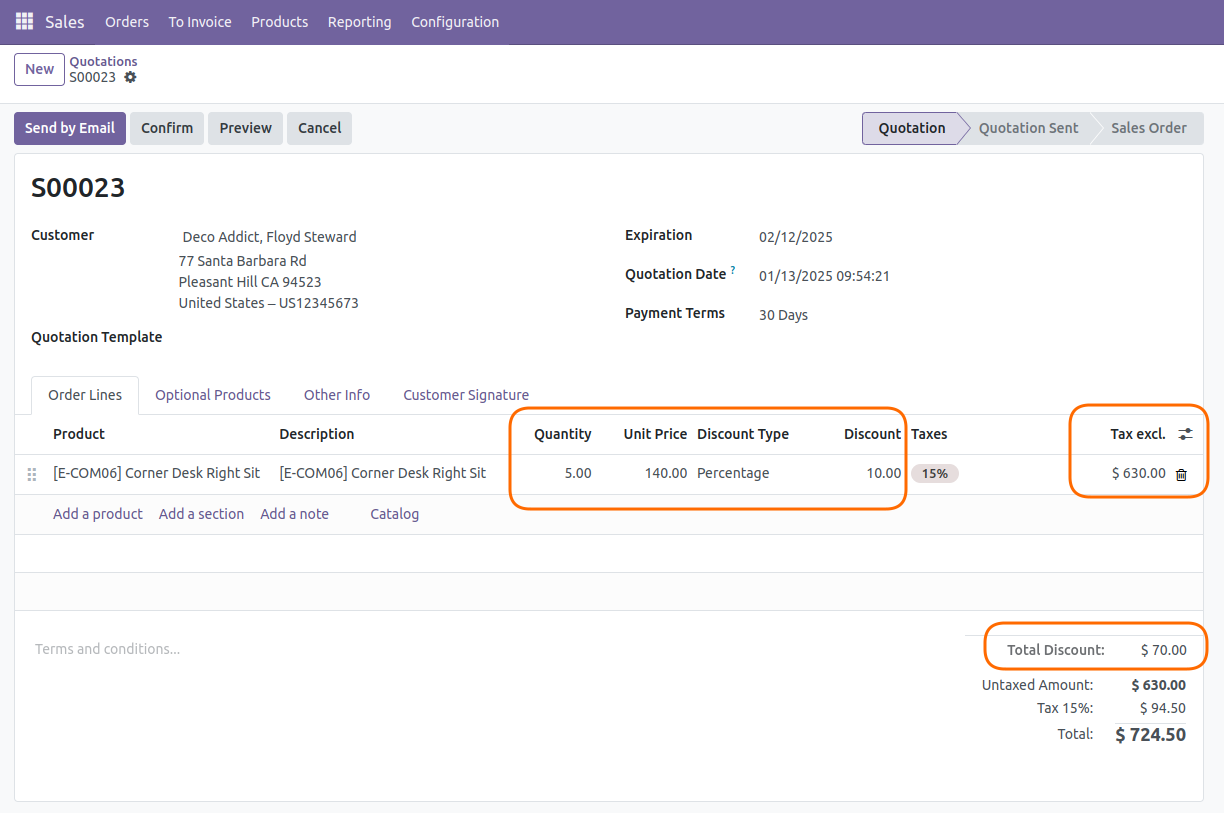 Sales Orders To Invoice Products Reporting Configuration
New Quotations
S00023
Send by Email Confirm Preview Cancel Quotation Quotation Sent Sales Order
S00023
Customer Deco Addict, Floyd Steward
77 Santa Barbara Rd
Pleasant Hill CA 94523
United States – US12345673
Quotation Template
Expiration 02/12/2025
Quotation Date ? 01/13/2025 09:54:21
Payment Terms 30 Days
Order Lines Optional Products Other Info Customer Signature
Product Description Quantity Unit Price Discount Type Discount Taxes Tax excl.
[E-COM06] Corner Desk Right Sit [E-COM06] Corner Desk Right Sit 5.00 140.00 Percentage 10.00 15% $ 630.00
Add a product Add a section Add a note Catalog
Terms and conditions...
Total Discount: $ 70.00
Untaxed Amount: $ 630.00
Tax 15%: $ 94.50
Total: $ 724.50